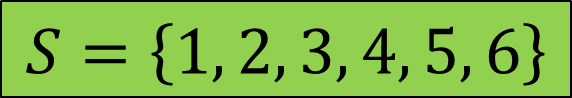 S = {1, 2, 3, 4, 5, 6}